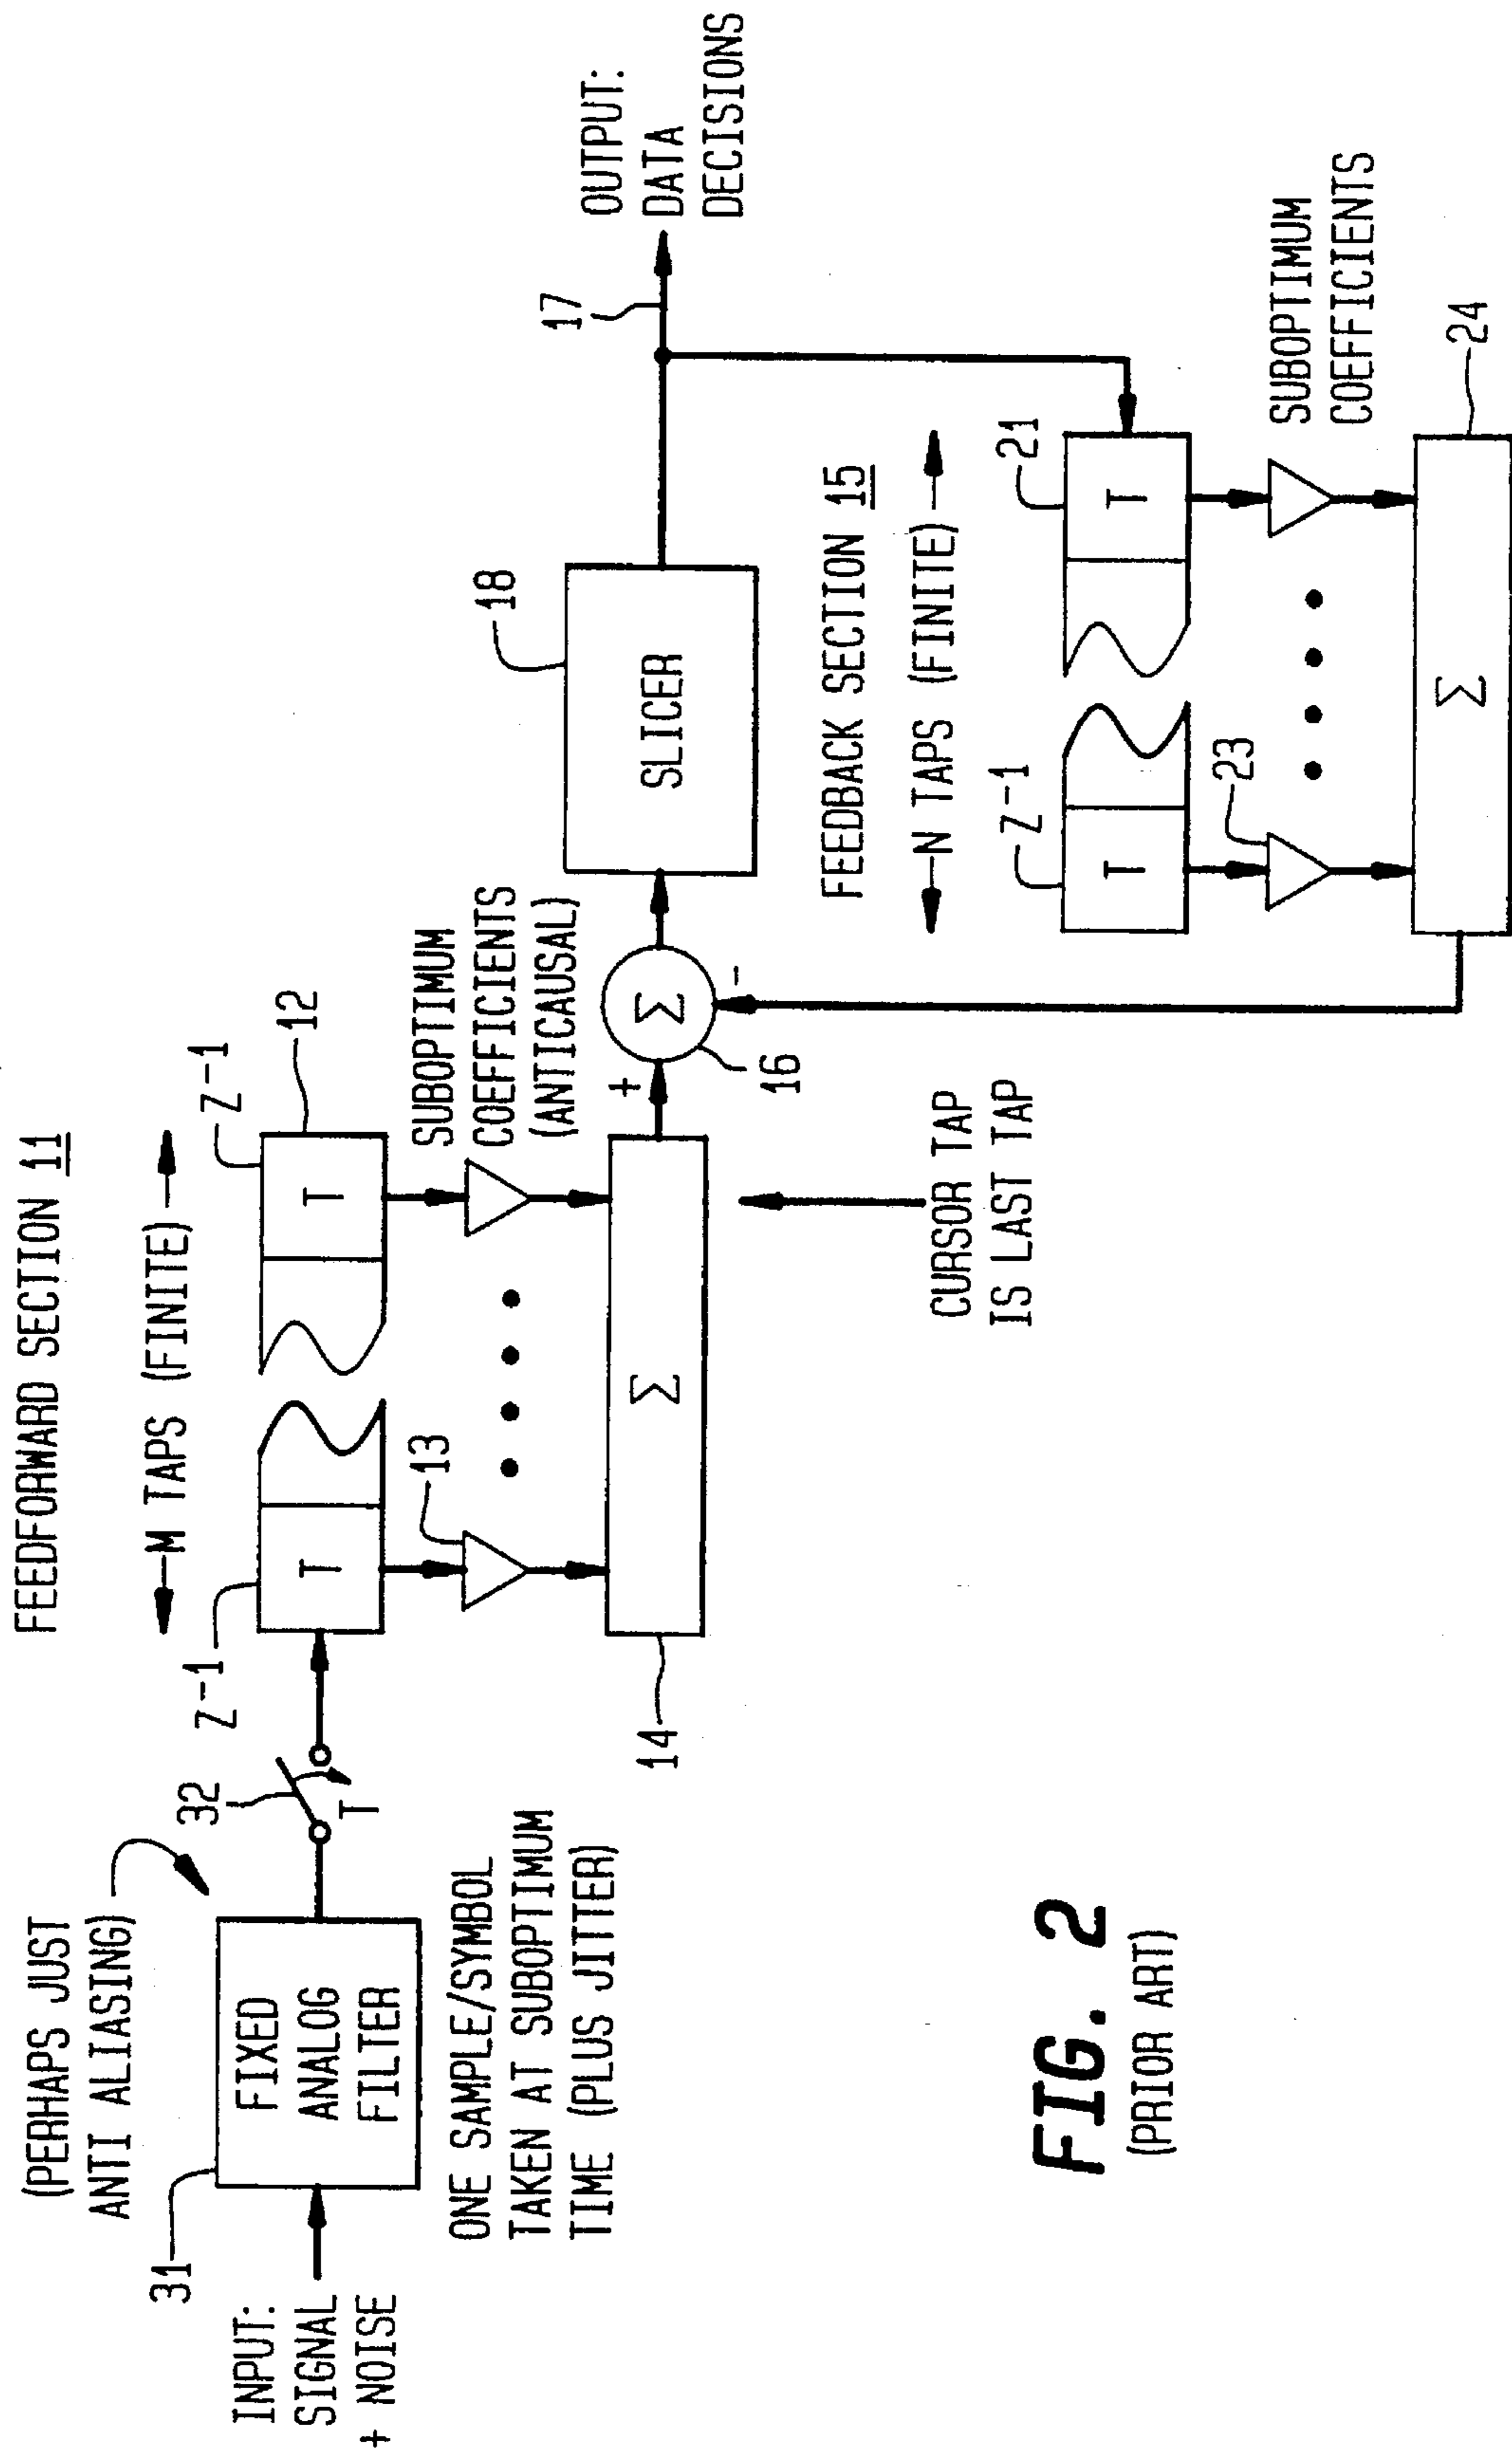 FEEDFORWARD SECTION 11
(PERHAPS JUST
ANTI ALIASING)
M TAPS (FINITE)
31
32
Z-1
Z-1
12
INPUT:
SIGNAL
+ NOISE
FIXED
ANALOG
FILTER
T
T
T
ONE SAMPLE/SYMBOL
TAKEN AT SUBOPTIMUM
TIME (PLUS JITTER)
13
SUBOPTIMUM
COEFFICIENTS
(ANTICAUSAL)
14
Σ
+
Σ
-
16
18
SLICER
17
OUTPUT:
DATA
DECISIONS
CURSOR TAP
IS LAST TAP
FEEDBACK SECTION 15
N TAPS (FINITE)
Z-1
21
T
T
23
SUBOPTIMUM
COEFFICIENTS
Σ
24
FIG. 2
(PRIOR ART)